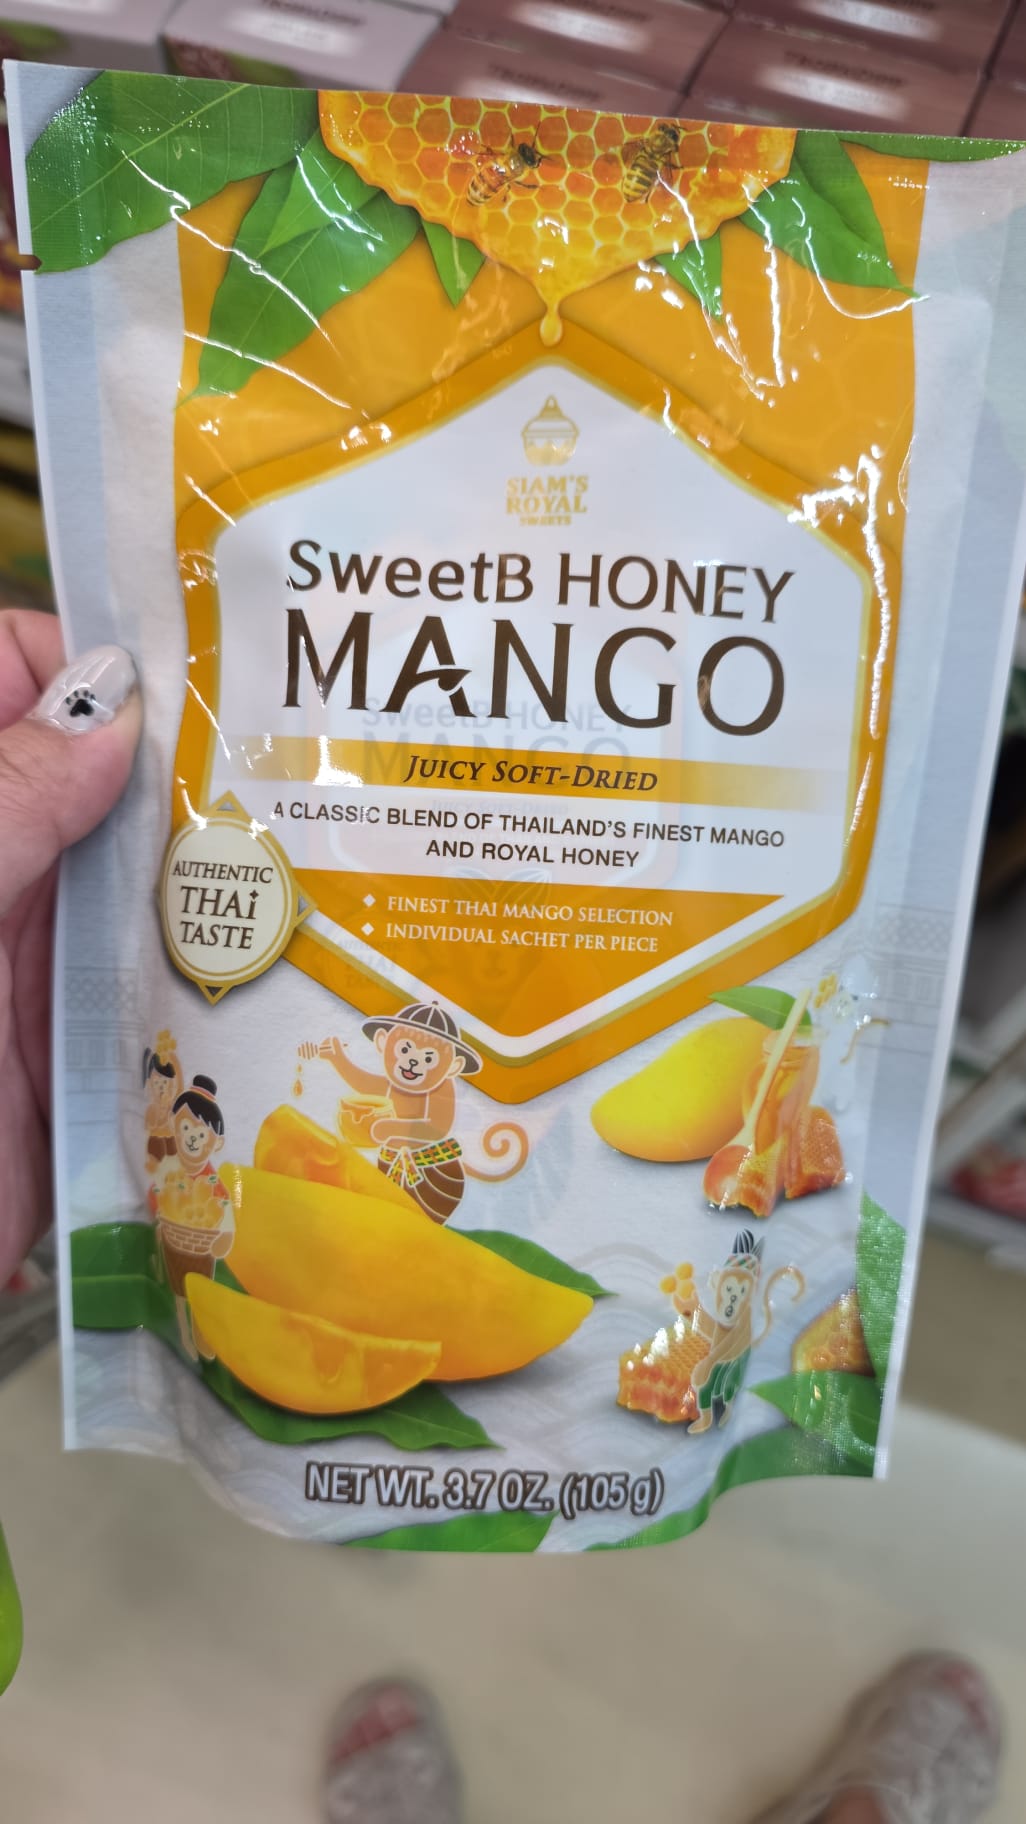 SIAM'S
ROYAL
SWEETS
SweetB HONEY
MANGO
JUICY SOFT-DRIED
A CLASSIC BLEND OF THAILAND'S FINEST MANGO
AND ROYAL HONEY
FINEST THAI MANGO SELECTION
INDIVIDUAL SACHET PER PIECE
AUTHENTIC
THAi
TASTE
NET WT. 3.7 OZ. (105 g)